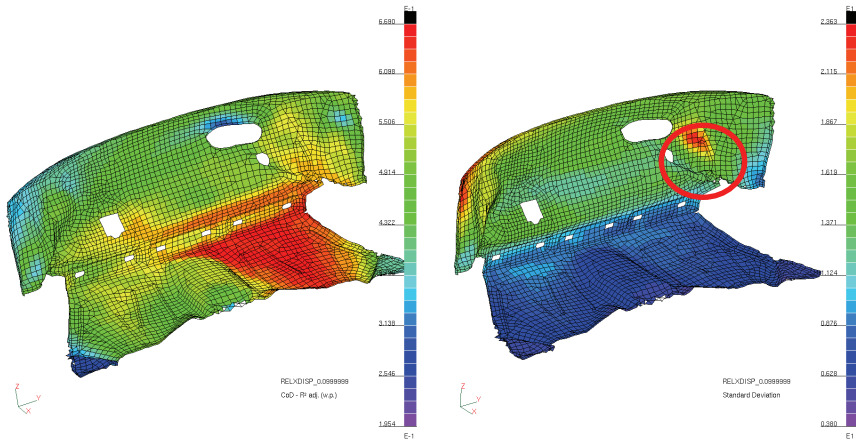 E-1
6.690
6.098
5.506
4.914
4.322
3.138
2.546
1.954
E-1
RELXDISP_0.0999999
CoD - R² adj. (w.p.)
Z
Y
X
E1
2.363
2.115
1.867
1.619
1.371
1.124
0.876
0.628
0.380
E1
RELXDISP_0.0999999
Standard Deviation
Z
Y
X